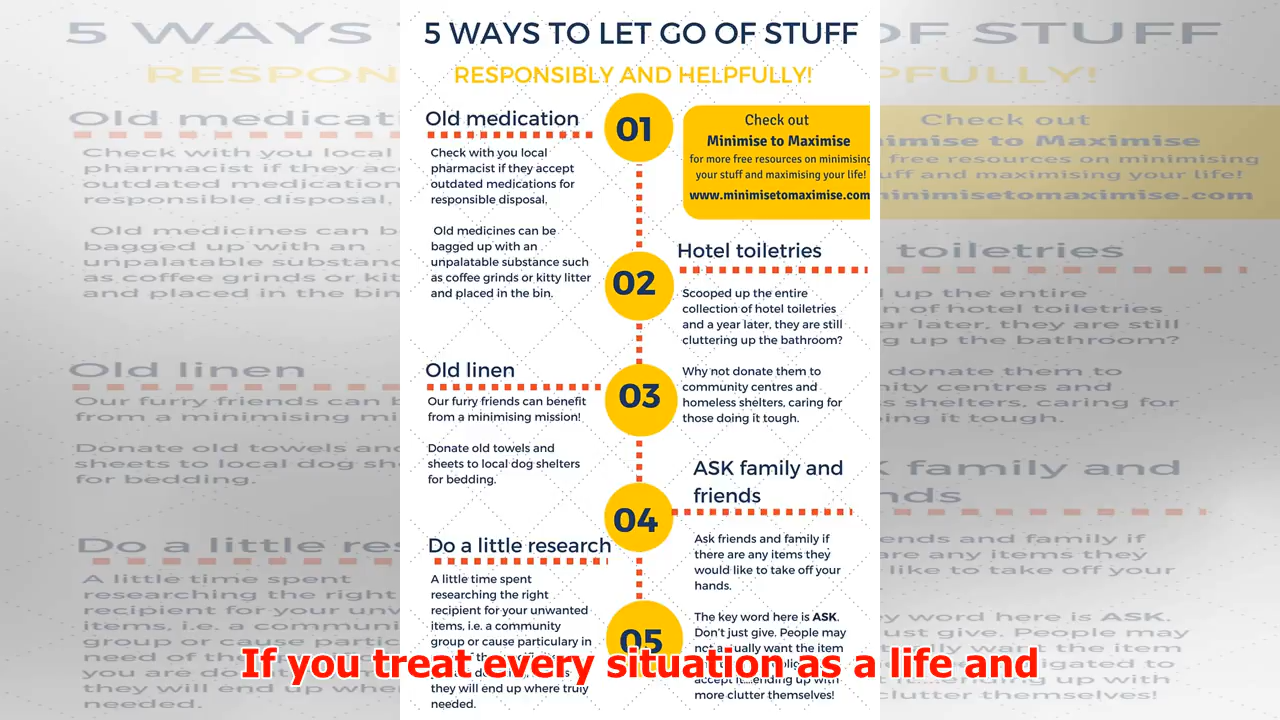 5 WAYS TO LET GO OF STUFF
RESPONSIBLY AND HELPFULLY!
Old medication
Check with you local
pharmacist if they accept
outdated medications for
responsible disposal.
Old medicines can be
bagged up with an
unpalatable substance such
as coffee grinds or kitty litter
and placed in the bin.
01
Check out
Minimise to Maximise
for more free resources on minimising
your stuff and maximising your life!
www.minimisetomaximise.com
02
Hotel toiletries
Scooped up the entire
collection of hotel toiletries
and a year later, they are still
cluttering up the bathroom?
Why not donate them to
community centres and
homeless shelters, caring for
those doing it tough.
Old linen
Our furry friends can benefit
from a minimising mission!
Donate old towels and
sheets to local dog shelters
for bedding.
03
04
ASK family and
friends
Ask friends and family if
there are any items they
would like to take off your
hands.
The key word here is ASK.
Don't just give. People may
not actually want the item
accept it....ending up with
more clutter themselves!
Do a little research
A little time spent
researching the right
recipient for your unwanted
items, i.e. a community
group or cause particularly in
they will end up where truly
needed.
05
If you treat every situation as a life and